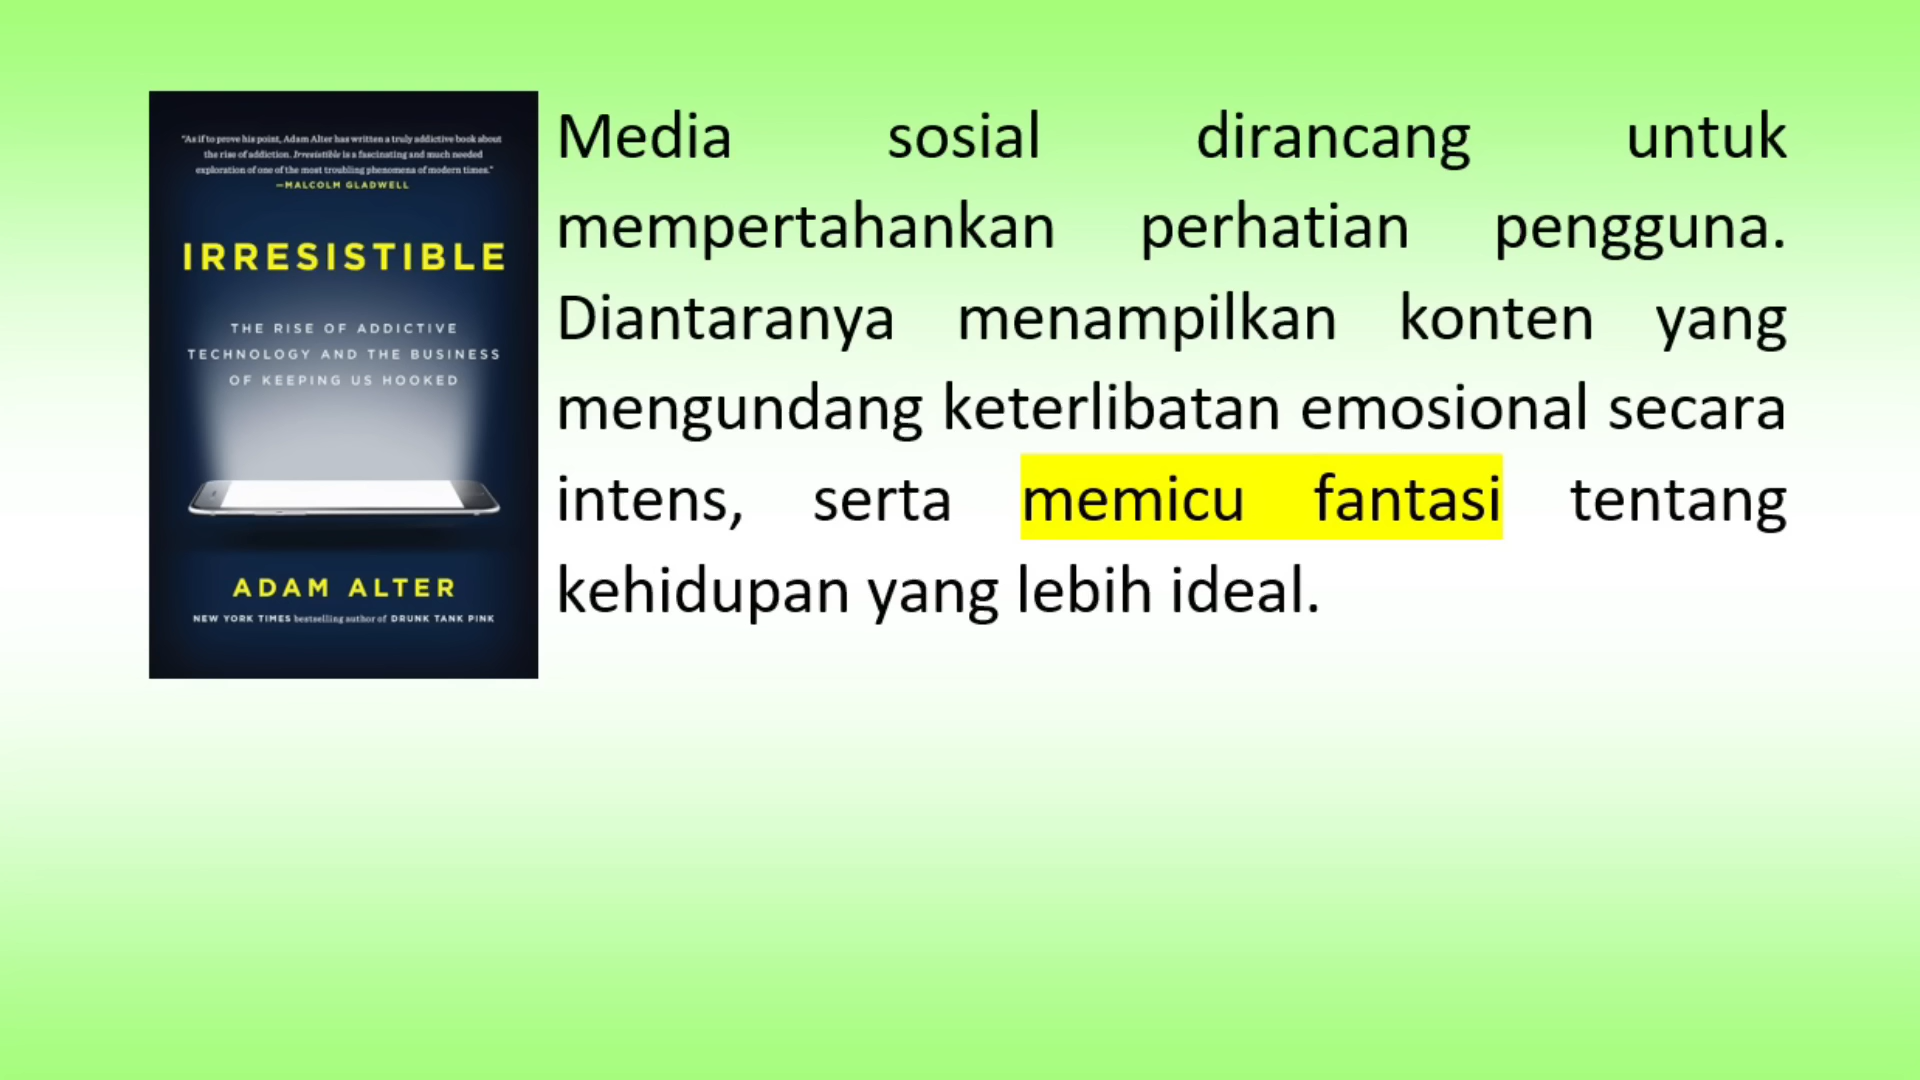 "As if to prove his point, Adam Alter has written a truly addictive book about
the rise of addiction. Irresistible is a fascinating and much needed
exploration of one of the most troubling phenomena of modern times."
—MALCOLM GLADWELL
IRRESISTIBLE
THE RISE OF ADDICTIVE
TECHNOLOGY AND THE BUSINESS
OF KEEPING US HOOKED
ADAM ALTER
NEW YORK TIMES bestselling author of DRUNK TANK PINK
Media sosial dirancang untuk
mempertahankan perhatian pengguna.
Diantaranya menampilkan konten yang
mengundang keterlibatan emosional secara
intens, serta memicu fantasi tentang
kehidupan yang lebih ideal.